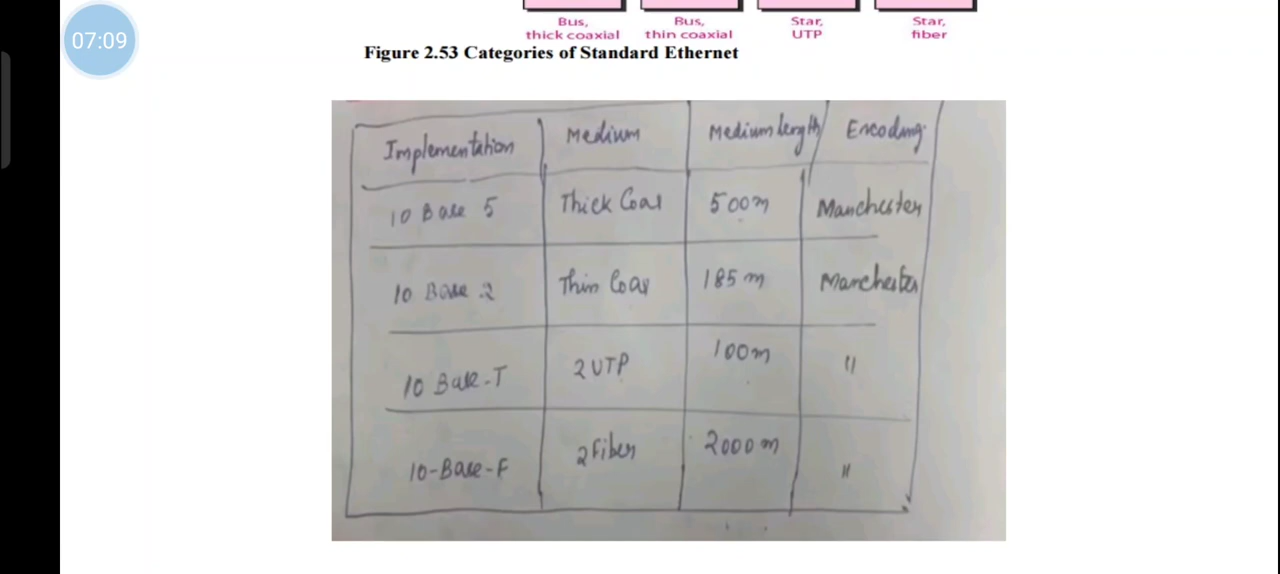 07:09
Bus, thick coaxial
Bus, thin coaxial
Star, UTP
Star, fiber
Figure 2.53 Categories of Standard Ethernet
Implementation Medium Medium length Encoding
10 Base 5 Thick Coax 500m Manchester
10 Base 2 Thin Coax 185m Manchester
10 Base-T 2 UTP 100m "
10-Base-F 2 Fiber 2000m "